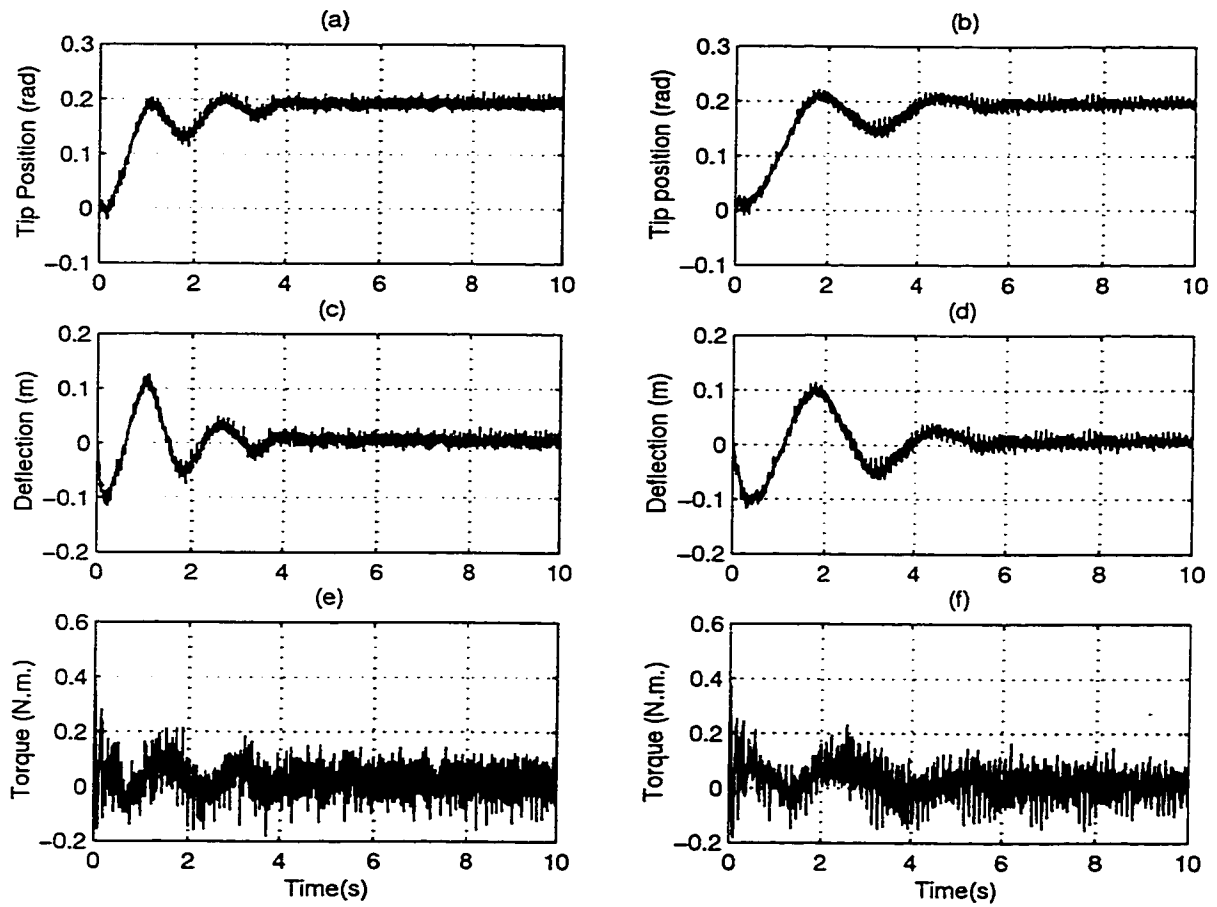 (a)
Tip Position (rad)
0.3
0.2
0.1
0
−0.1
0 2 4 6 8 10
(b)
Tip position (rad)
0.3
0.2
0.1
0
−0.1
0 2 4 6 8 10
(c)
Deflection (m)
0.2
0.1
0
−0.1
−0.2
0 2 4 6 8 10
(d)
Deflection (m)
0.2
0.1
0
−0.1
−0.2
0 2 4 6 8 10
(e)
Torque (N.m.)
0.6
0.4
0.2
0
−0.2
0 2 4 6 8 10
Time(s)
(f)
Torque (N.m.)
0.6
0.4
0.2
0
−0.2
0 2 4 6 8 10
Time(s)